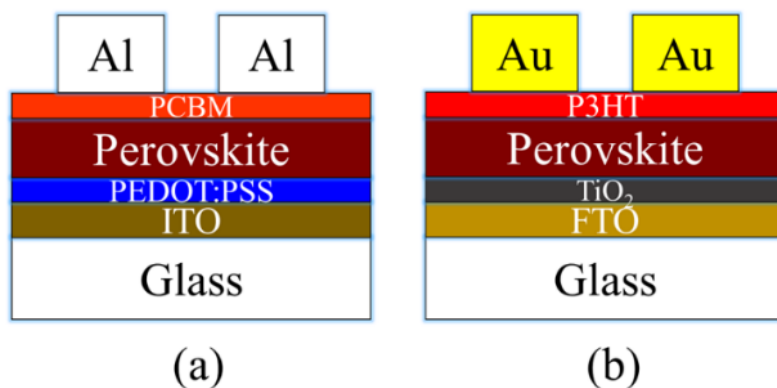 Al Al
PCBM
Perovskite
PEDOT:PSS
ITO
Glass
(a)
Au Au
P3HT
Perovskite
TiO₂
FTO
Glass
(b)